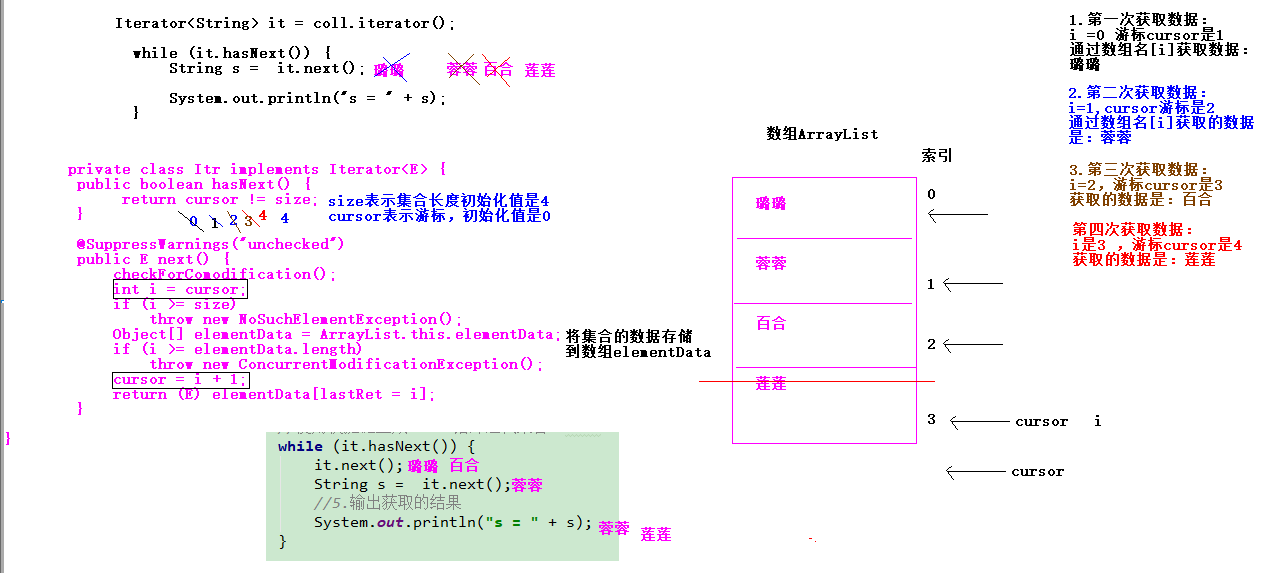 Iterator<String> it = coll.iterator();
while (it.hasNext()) {
String s = it.next(); 璐璐 蓉蓉 百合 莲莲
System.out.println("s = " + s);
}
private class Itr implements Iterator<E> {
public boolean hasNext() {
return cursor != size; size表示集合长度初始化值是4
} cursor表示游标，初始化值是0
0 1 2 3 4 4
@SuppressWarnings("unchecked")
public E next() {
checkForComodification();
int i = cursor;
if (i >= size)
throw new NoSuchElementException();
Object[] elementData = ArrayList.this.elementData; 将集合的数据存储
到数组elementData
if (i >= elementData.length)
throw new ConcurrentModificationException();
cursor = i + 1;
return (E) elementData[lastRet = i];
}
}
while (it.hasNext()) {
it.next(); 璐璐 百合
String s = it.next();蓉蓉
//5.输出获取的结果
System.out.println("s = " + s); 蓉蓉 莲莲
}
数组ArrayList
索引
璐璐 0
蓉蓉 1
百合 2
莲莲
3 cursor i
cursor
1.第一次获取数据：
i =0 游标cursor是1
通过数组名[i]获取数据：
璐璐
2.第二次获取数据：
i=1,cursor游标是2
通过数组名[i]获取的数据
是：蓉蓉
3.第三次获取数据：
i=2，游标cursor是3
获取的数据是：百合
第四次获取数据：
i是3 ，游标cursor是4
获取的数据是：莲莲